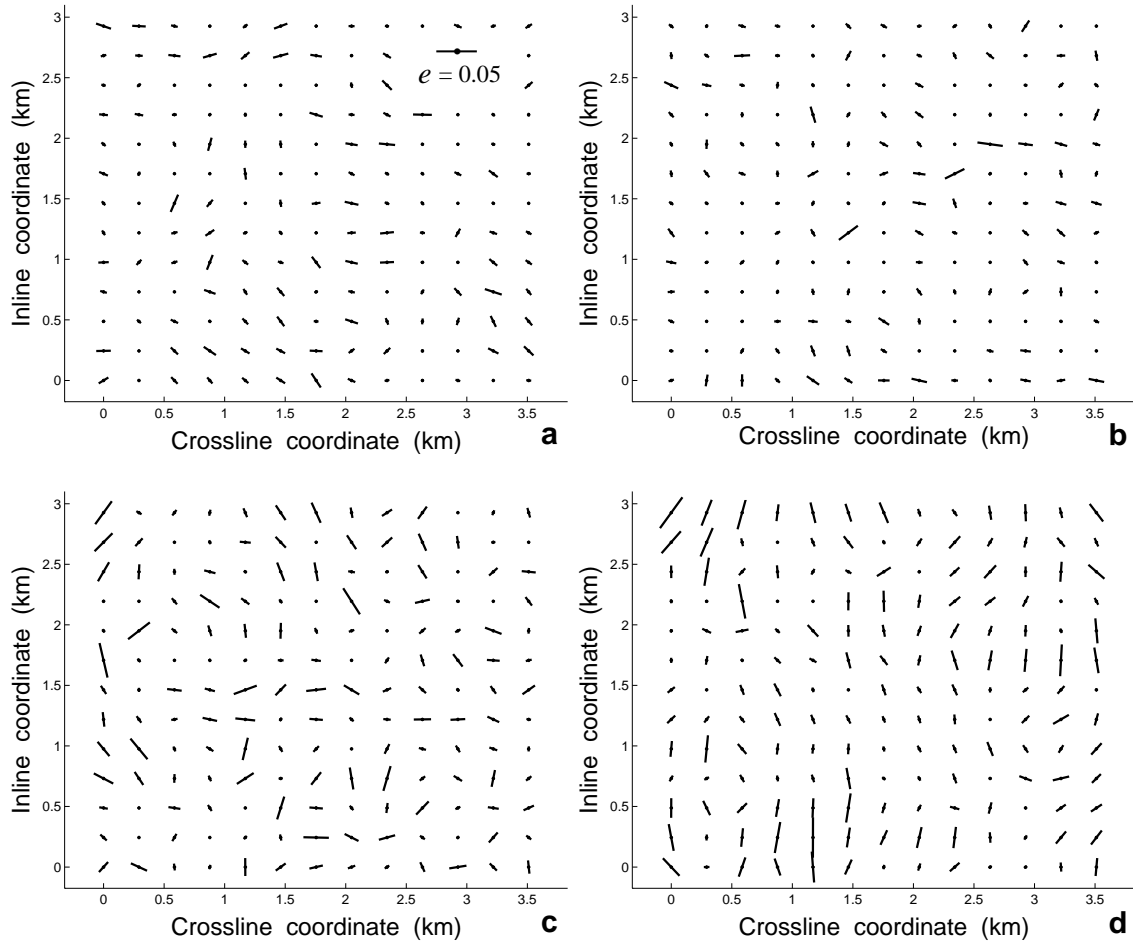 3
2.5
2
1.5
1
0.5
0
Inline coordinate (km)
e = 0.05
0 0.5 1 1.5 2 2.5 3 3.5
Crossline coordinate (km)
a
3
2.5
2
1.5
1
0.5
0
Inline coordinate (km)
0 0.5 1 1.5 2 2.5 3 3.5
Crossline coordinate (km)
b
3
2.5
2
1.5
1
0.5
0
Inline coordinate (km)
0 0.5 1 1.5 2 2.5 3 3.5
Crossline coordinate (km)
c
3
2.5
2
1.5
1
0.5
0
Inline coordinate (km)
0 0.5 1 1.5 2 2.5 3 3.5
Crossline coordinate (km)
d